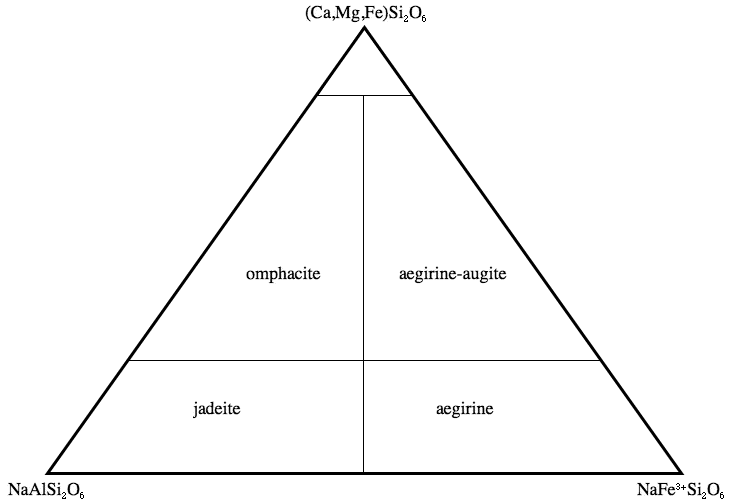 (Ca,Mg,Fe)Si₂O₆
omphacite aegirine-augite
jadeite aegirine
NaAlSi₂O₆ NaFe³⁺Si₂O₆